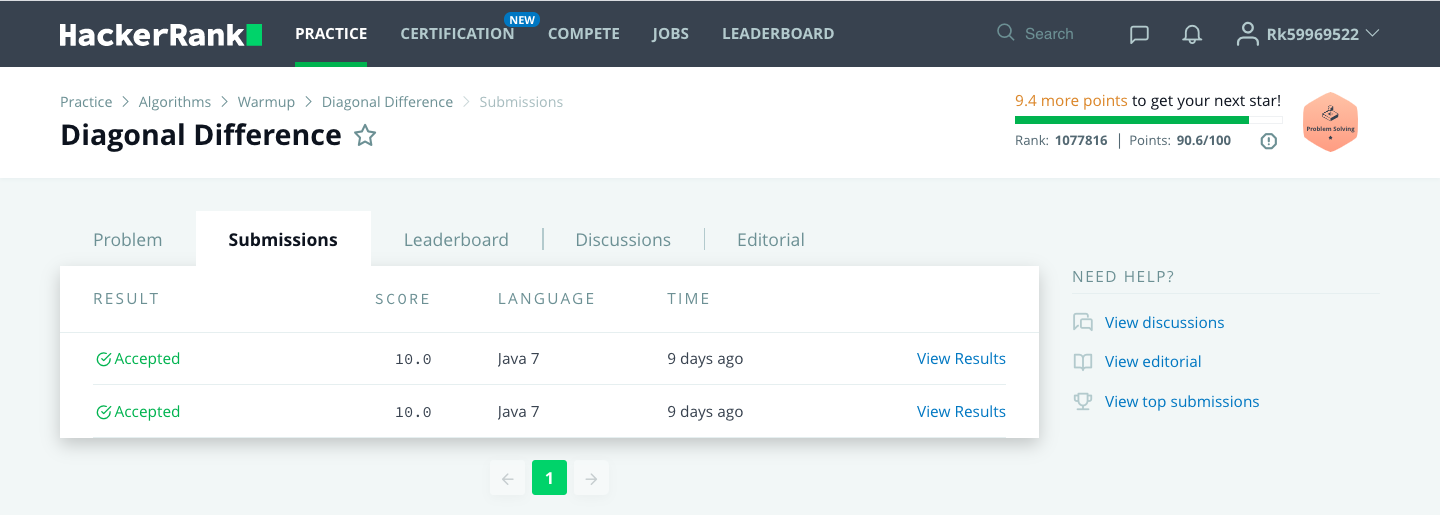 HackerRank PRACTICE CERTIFICATION NEW COMPETE JOBS LEADERBOARD Search Rk59969522
Practice > Algorithms > Warmup > Diagonal Difference > Submissions
Diagonal Difference
9.4 more points to get your next star!
Rank: 1077816 | Points: 90.6/100
Problem Solving
Problem Submissions Leaderboard Discussions Editorial
RESULT SCORE LANGUAGE TIME
Accepted 10.0 Java 7 9 days ago View Results
Accepted 10.0 Java 7 9 days ago View Results
1
NEED HELP?
View discussions
View editorial
View top submissions